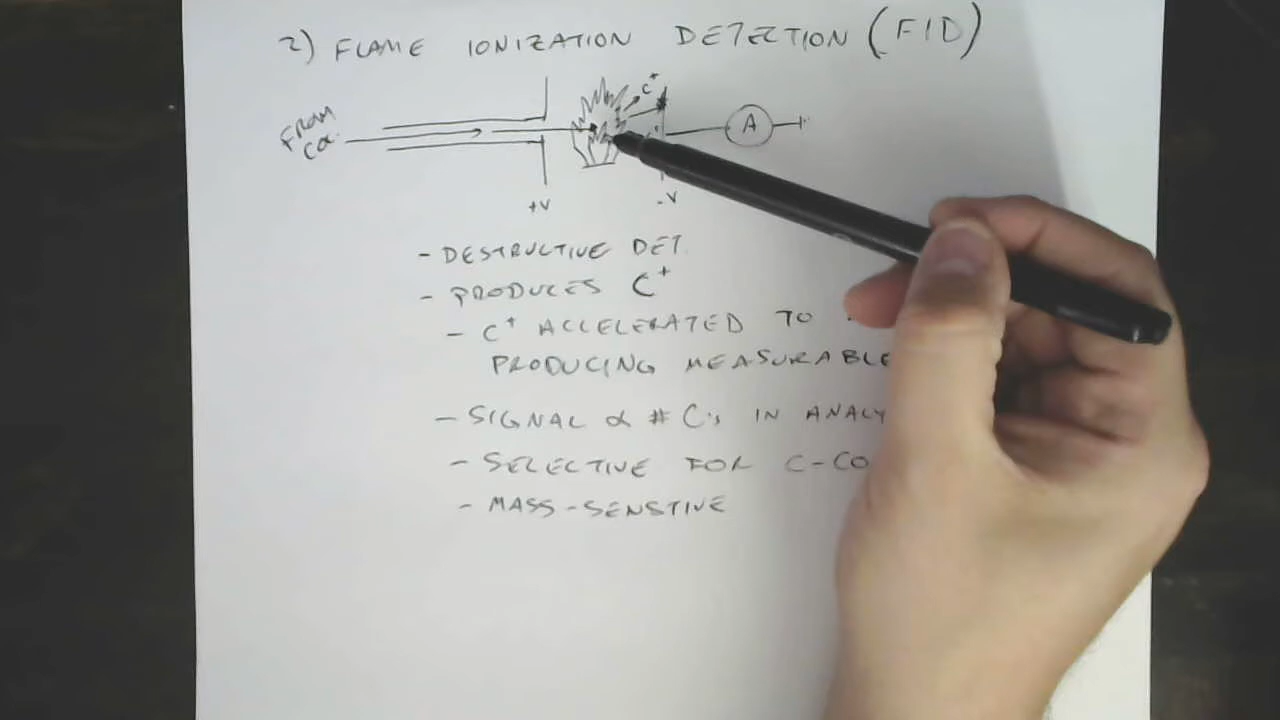 2) FLAME IONIZATION DETECTION (FID)
C+
FROM
COL.
A
+V
-V
- DESTRUCTIVE DET.
- PRODUCES C+
- C+ ACCELERATED TO
PRODUCING MEASURABLE
- SIGNAL α # C's IN ANALY
- SELECTIVE FOR C-CO
- MASS-SENSTIVE